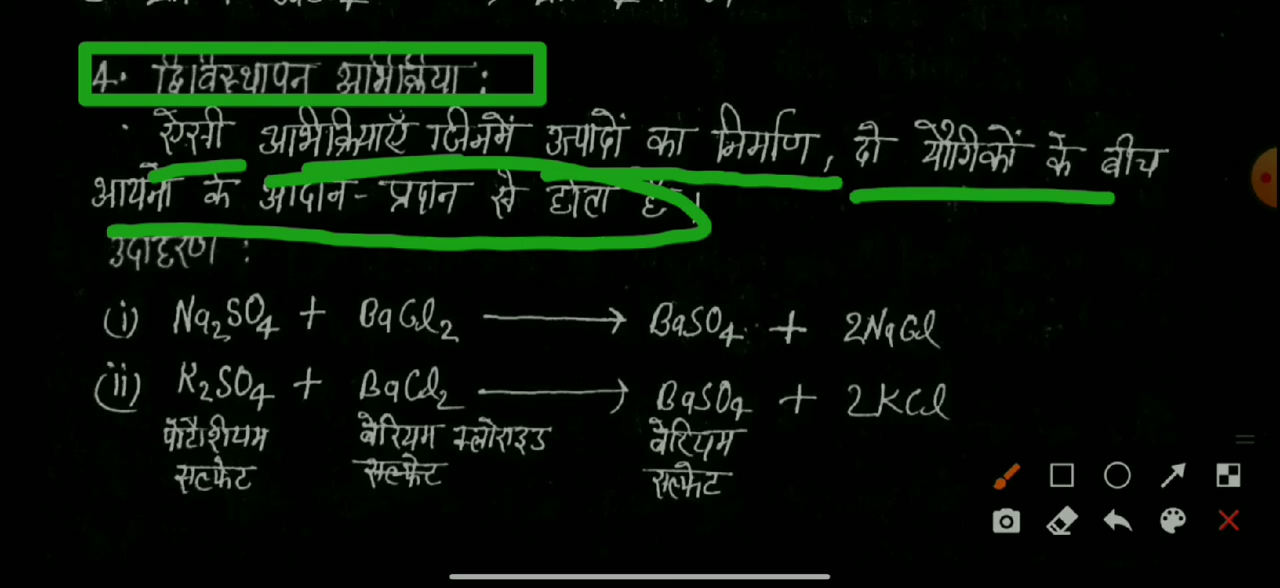 4. द्विविस्थापन अभिक्रिया :
. ऐसी अभिक्रियाएँ जिनमें उत्पादों का निर्माण, दो यौगिकों के बीच
आयनों के आदान-प्रदान से होता है।
उदाहरण :
(i) Na₂SO₄ + BaCl₂ ⟶ BaSO₄ + 2NaCl
(ii) K₂SO₄ + BaCl₂ ⟶ BaSO₄ + 2KCl
पोटैशियम बेरियम क्लोराइड बेरियम
सल्फेट सल्फेट सल्फेट